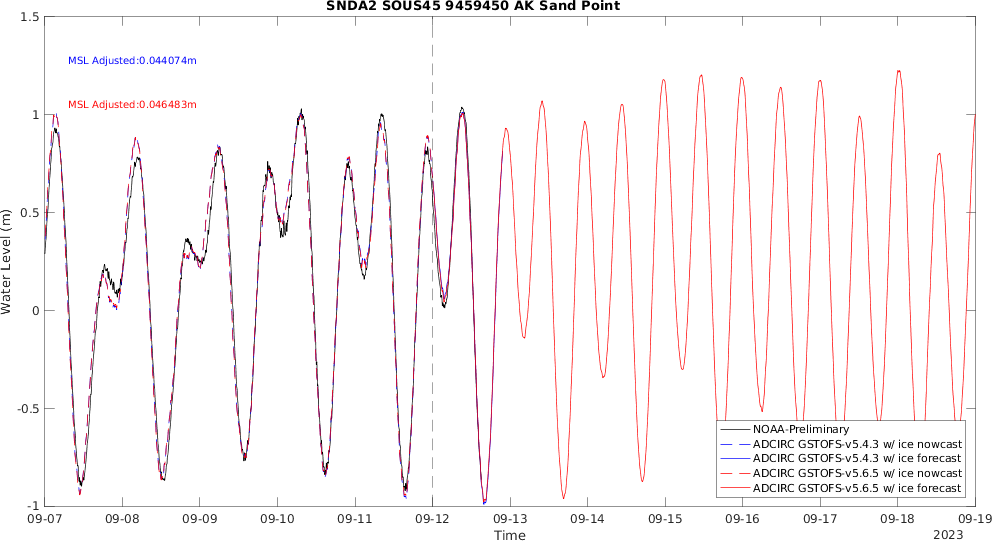 SNDA2 SOUS45 9459450 AK Sand Point
MSL Adjusted:0.044074m
MSL Adjusted:0.046483m
Water Level (m)
1.5
1
0.5
0
-0.5
-1
NOAA-Preliminary
ADCIRC GSTOFS-v5.4.3 w/ ice nowcast
ADCIRC GSTOFS-v5.4.3 w/ ice forecast
ADCIRC GSTOFS-v5.6.5 w/ ice nowcast
ADCIRC GSTOFS-v5.6.5 w/ ice forecast
09-07 09-08 09-09 09-10 09-11 09-12 09-13 09-14 09-15 09-16 09-17 09-18 09-19
Time
2023